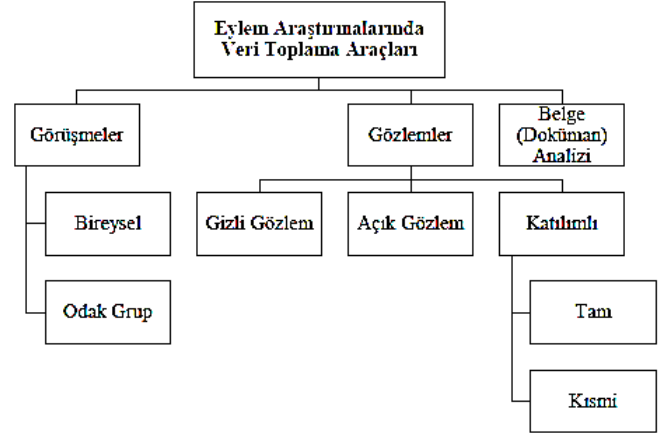 Eylem Araştırmalarında
Veri Toplama Araçları
Görüşmeler
Gözlemler
Belge
(Doküman)
Analizi
Bireysel
Gizli Gözlem
Açık Gözlem
Katılımlı
Odak Grup
Tam
Kısmi